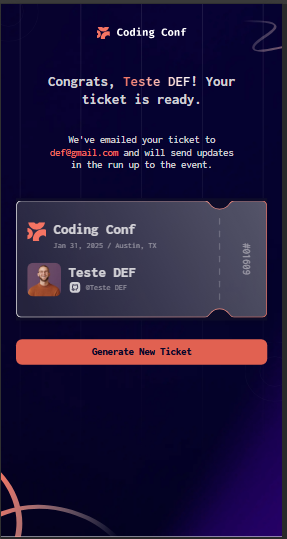 Coding Conf
Congrats, Teste DEF! Your
ticket is ready.
We've emailed your ticket to
def@gmail.com and will send updates
in the run up to the event.
Coding Conf
Jan 31, 2025 / Austin, TX
Teste DEF
@Teste DEF
#01609
Generate New Ticket